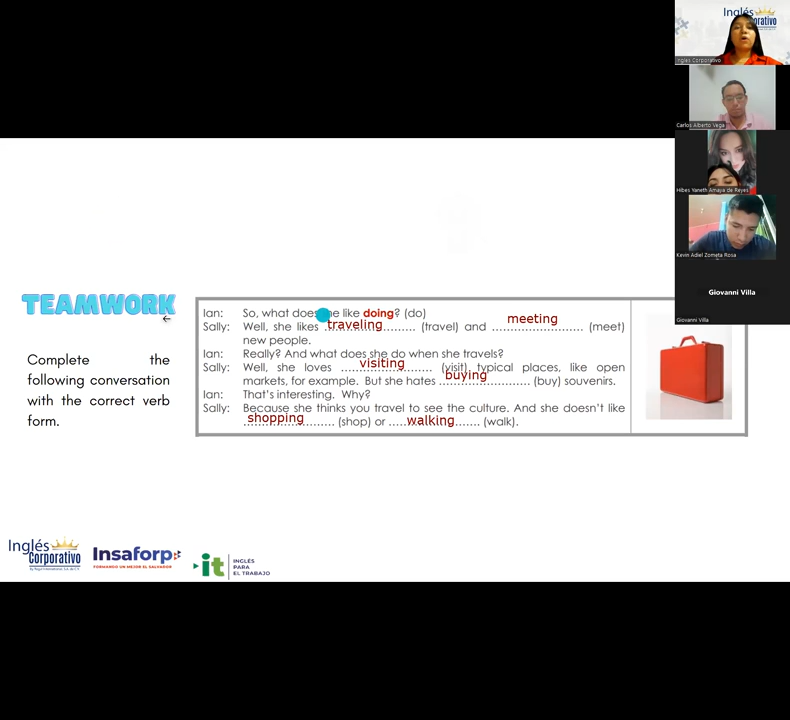 Inglés
Corporativo
Inglés Corporativo
Carlos Alberto Vega
Hibes Yaneth Amaya de Reyes
Kevin Adiel Zometa Rosa
Giovanni Villa
Giovanni Villa
TEAMWORK
Complete the
following conversation
with the correct verb
form.
Ian: So, what does he like doing? (do)
Sally: Well, she likes traveling (travel) and meeting (meet)
new people.
Ian: Really? And what does she do when she travels?
Sally: Well, she loves visiting (visit) typical places, like open
markets, for example. But she hates buying (buy) souvenirs.
Ian: That's interesting. Why?
Sally: Because she thinks you travel to see the culture. And she doesn't like
shopping (shop) or walking (walk).
Inglés
Corporativo
Insaforp
FORMANDO UN MEJOR EL SALVADOR
it
INGLÉS
PARA
EL TRABAJO